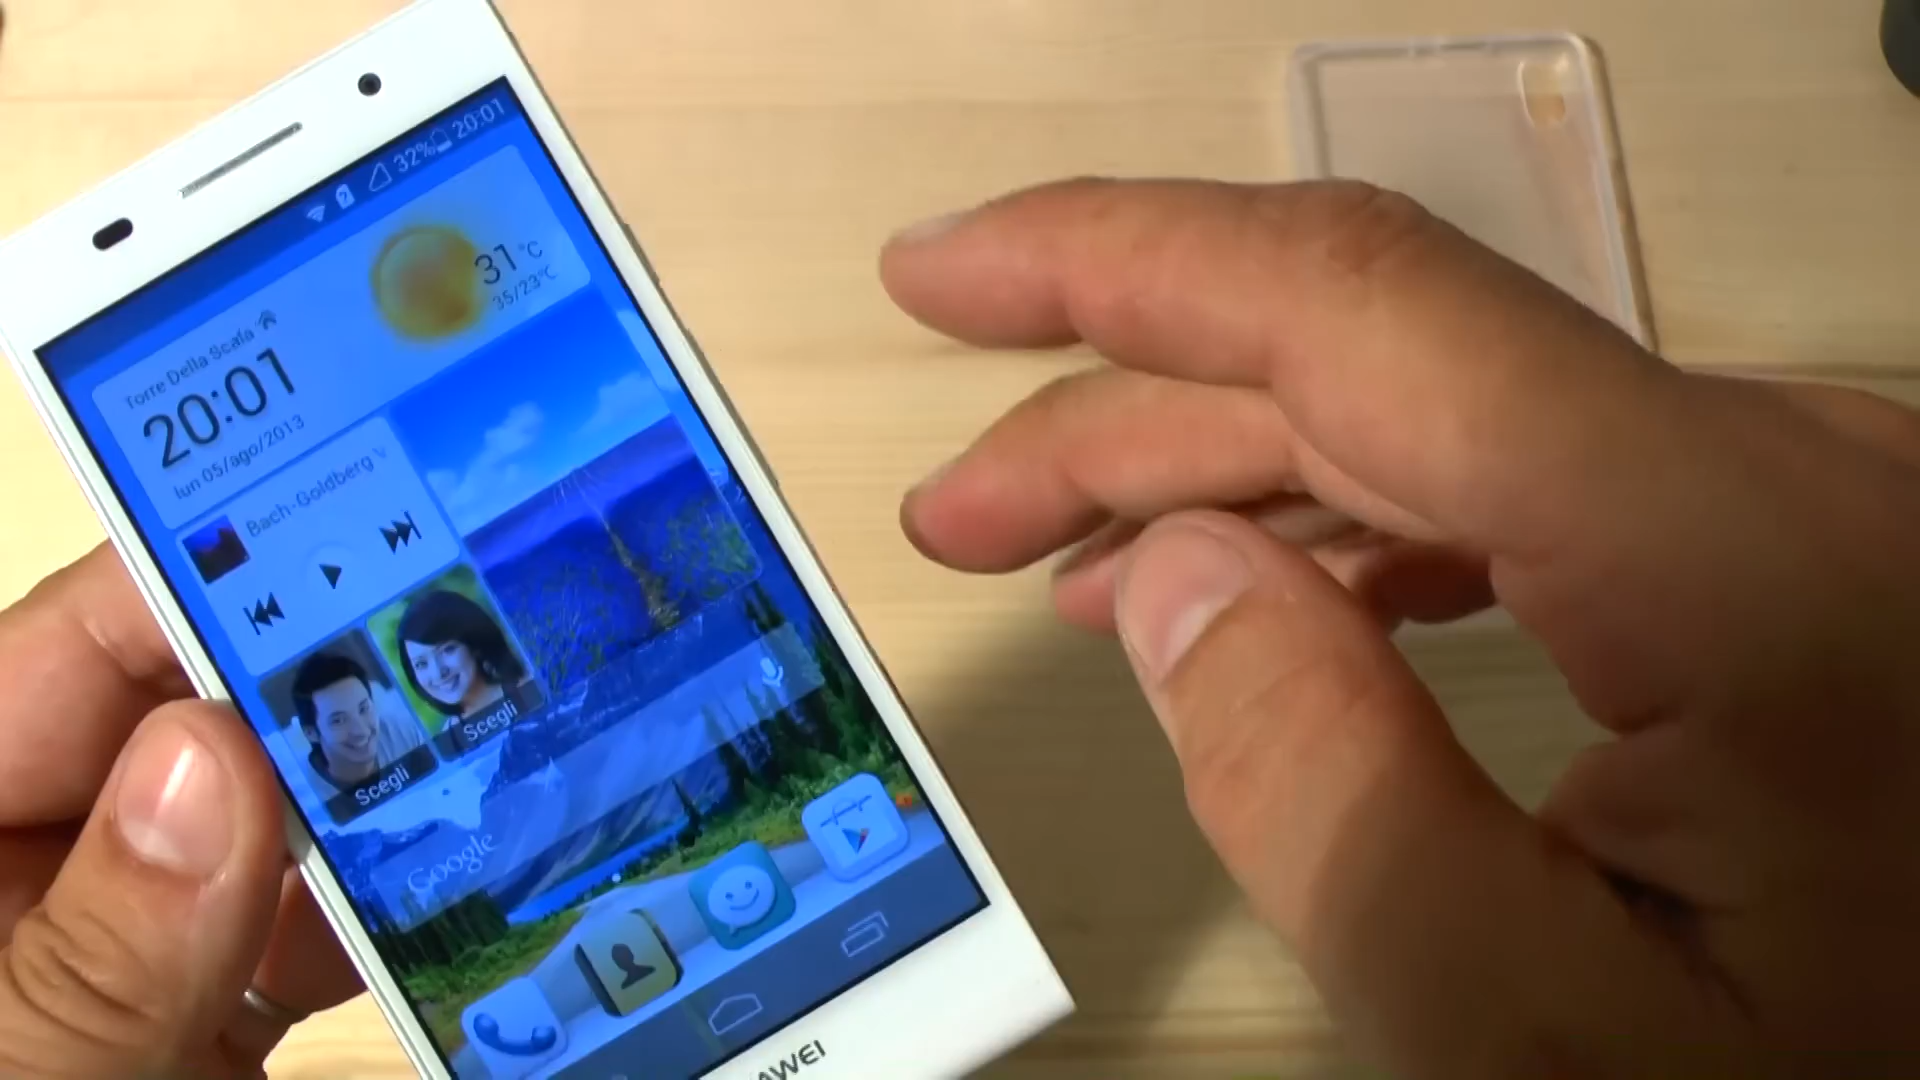 32% 20:01
31°C
35/23°C
Torre Della Scala
20:01
lun 05/ago/2013
Bach-Goldberg V
Scegli
Scegli
Google
AWEI